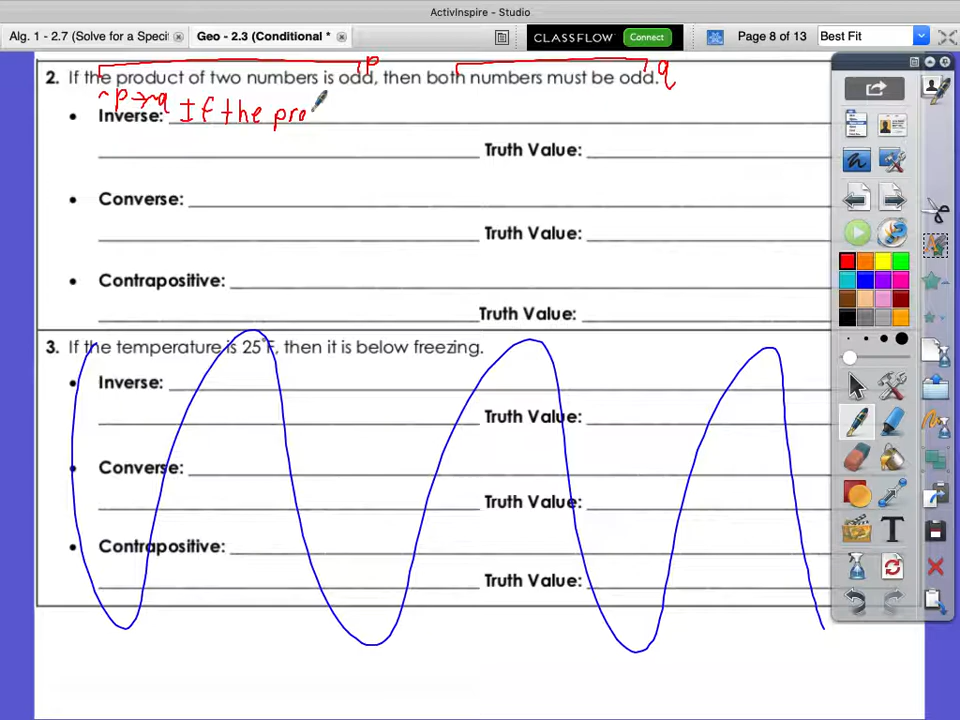 ActivInspire - Studio
Alg. 1 - 2.7 (Solve for a Speci
Geo - 2.3 (Conditional *
CLASSFLOW Connect
Page 8 of 13
Best Fit
p
2. If the product of two numbers is odd, then both numbers must be odd. q
~p→~q
• Inverse: If the pro
Truth Value:
• Converse:
Truth Value:
• Contrapositive:
Truth Value:
3. If the temperature is 25°F, then it is below freezing.
• Inverse:
Truth Value:
• Converse:
Truth Value:
• Contrapositive:
Truth Value:
T